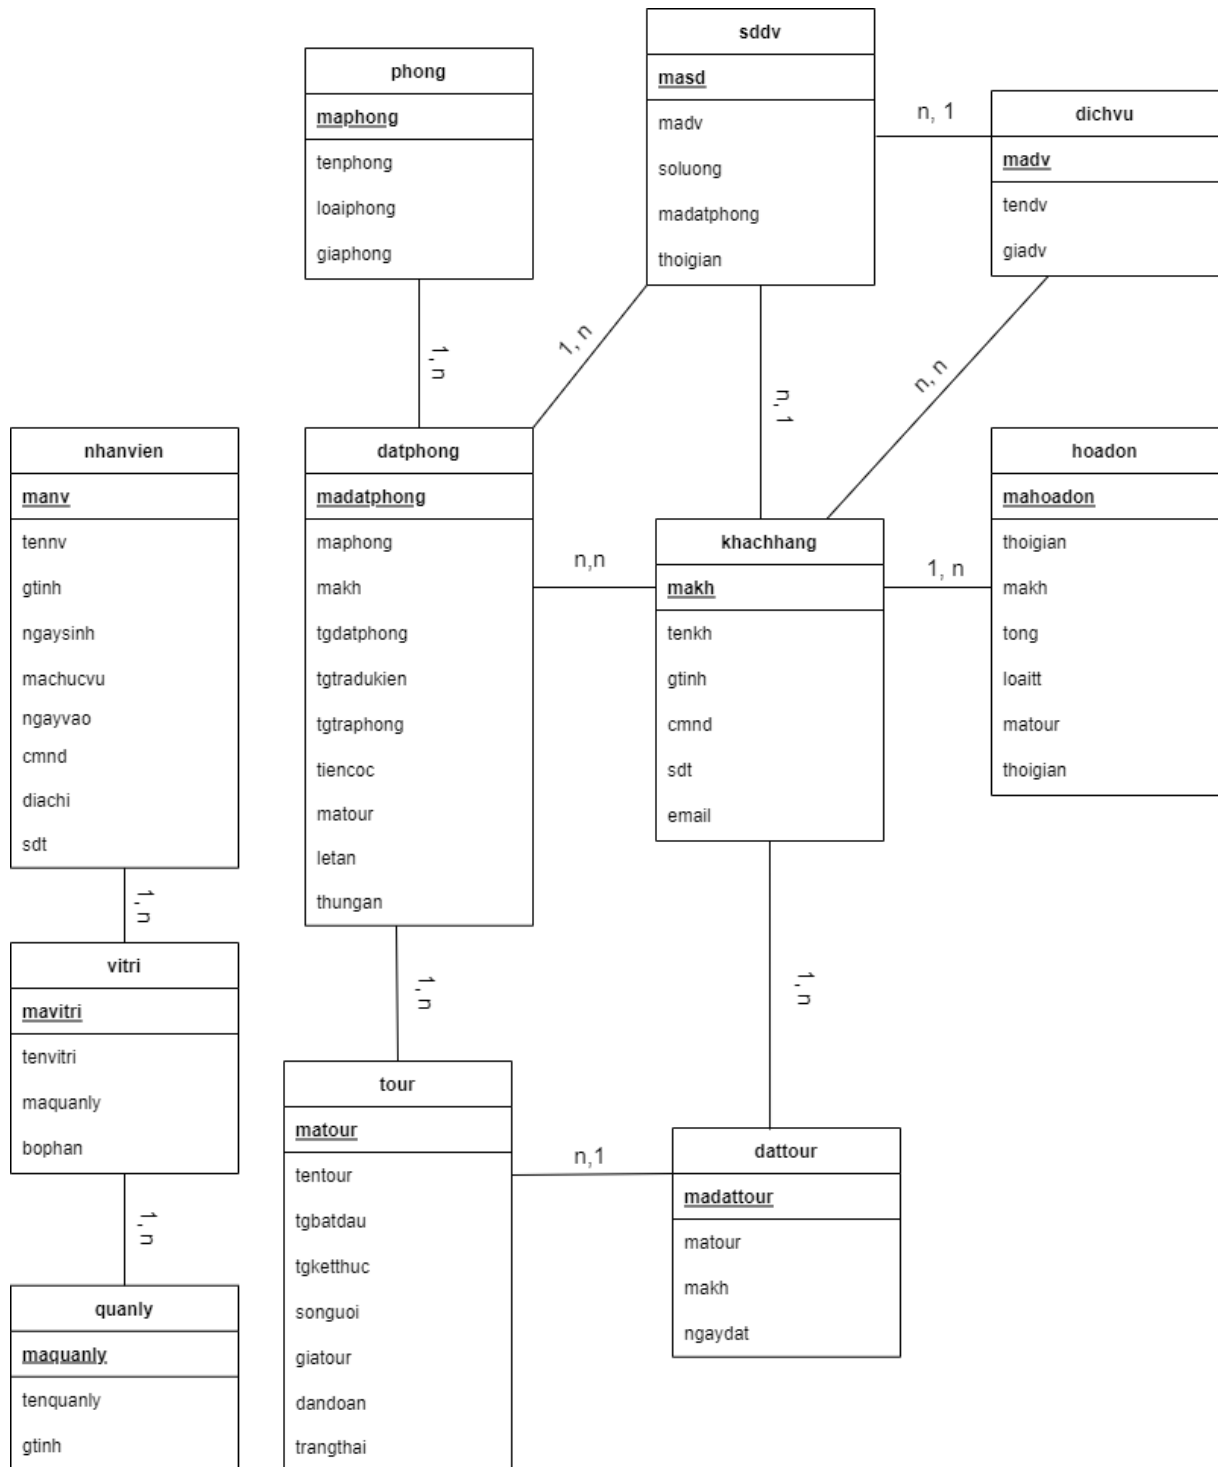 sddv
masd
madv
soluong
madatphong
thoigian
phong
maphong
tenphong
loaiphong
giaphong
n, 1
dichvu
madv
tendv
giadv
1, n
1, n
n, 1
n, n
nhanvien
manv
tennv
gtinh
ngaysinh
machucvu
ngayvao
cmnd
diachi
sdt
datphong
madatphong
maphong
makh
tgdatphong
tgtradukien
tgtraphong
tiencoc
matour
letan
thungan
n,n
khachhang
makh
tenkh
gtinh
cmnd
sdt
email
1, n
hoadon
mahoadon
thoigian
makh
tong
loaitt
matour
thoigian
1, n
vitri
mavitri
tenvitri
maquanly
bophan
1, n
1, n
1, n
quanly
maquanly
tenquanly
gtinh
tour
matour
tentour
tgbatdau
tgketthuc
songuoi
giatour
dandoan
trangthai
n,1
dattour
madattour
matour
makh
ngaydat